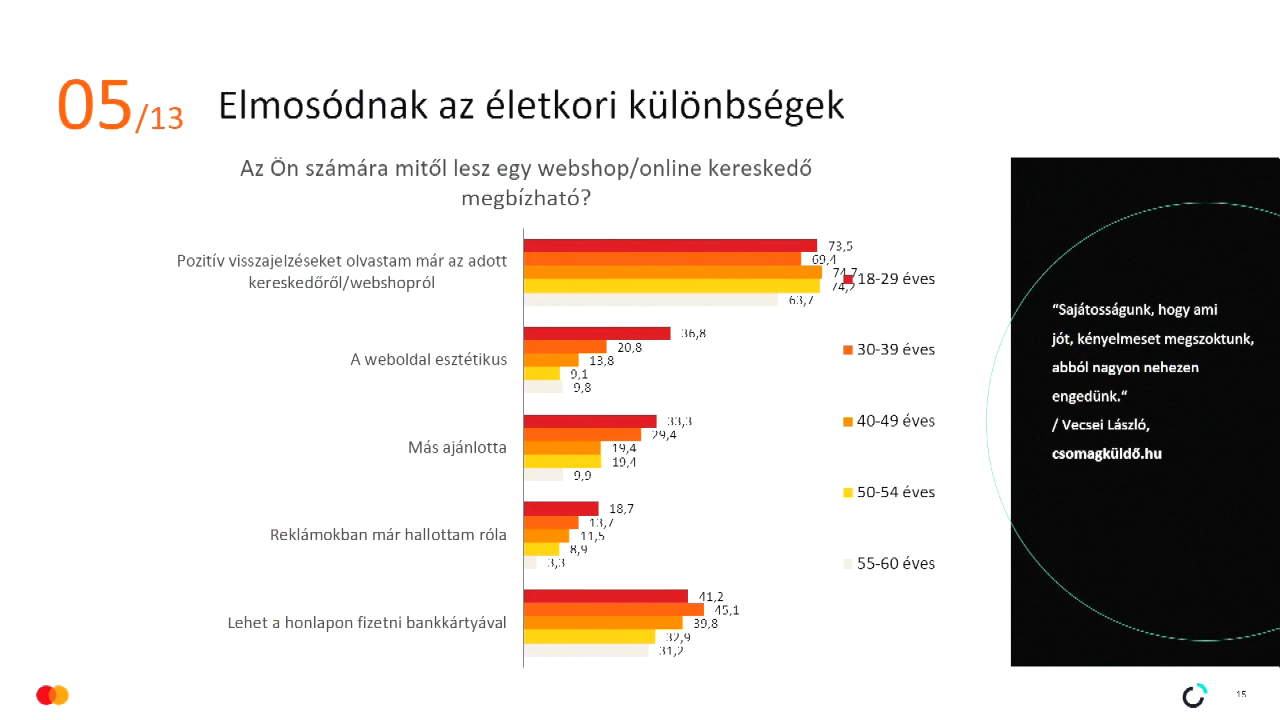 05/13
Elmosódnak az életkori különbségek
Az Ön számára mitől lesz egy webshop/online kereskedő
megbízható?
Pozitív visszajelzéseket olvastam már az adott
kereskedőről/webshopról
73,5
69,4
74,7
74,2
63,7
A weboldal esztétikus
36,8
20,8
13,8
9,1
9,8
Más ajánlotta
33,3
29,4
19,4
19,4
9,9
Reklámokban már hallottam róla
18,7
13,7
11,5
8,9
3,3
Lehet a honlapon fizetni bankkártyával
41,2
45,1
39,8
32,9
31,2
18-29 éves
30-39 éves
40-49 éves
50-54 éves
55-60 éves
“Sajátosságunk, hogy ami
jót, kényelmeset megszoktunk,
abból nagyon nehezen
engedünk.“
/ Vecsei László,
csomagküldő.hu
15